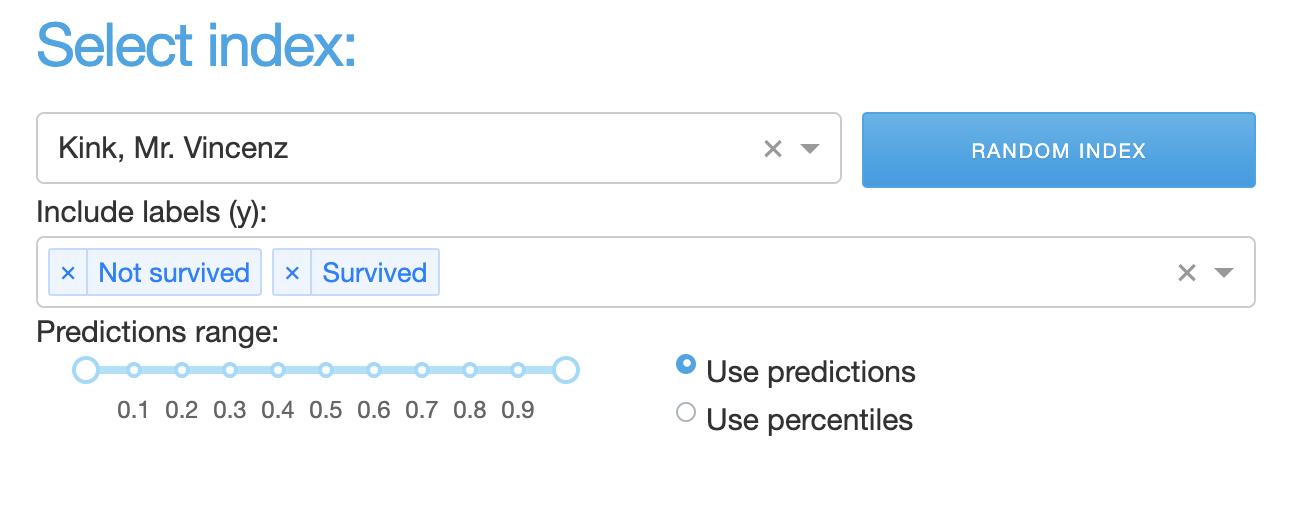 Select index:
Kink, Mr. Vincenz
RANDOM INDEX
Include labels (y):
× Not survived × Survived
Predictions range:
0.1 0.2 0.3 0.4 0.5 0.6 0.7 0.8 0.9
Use predictions
Use percentiles